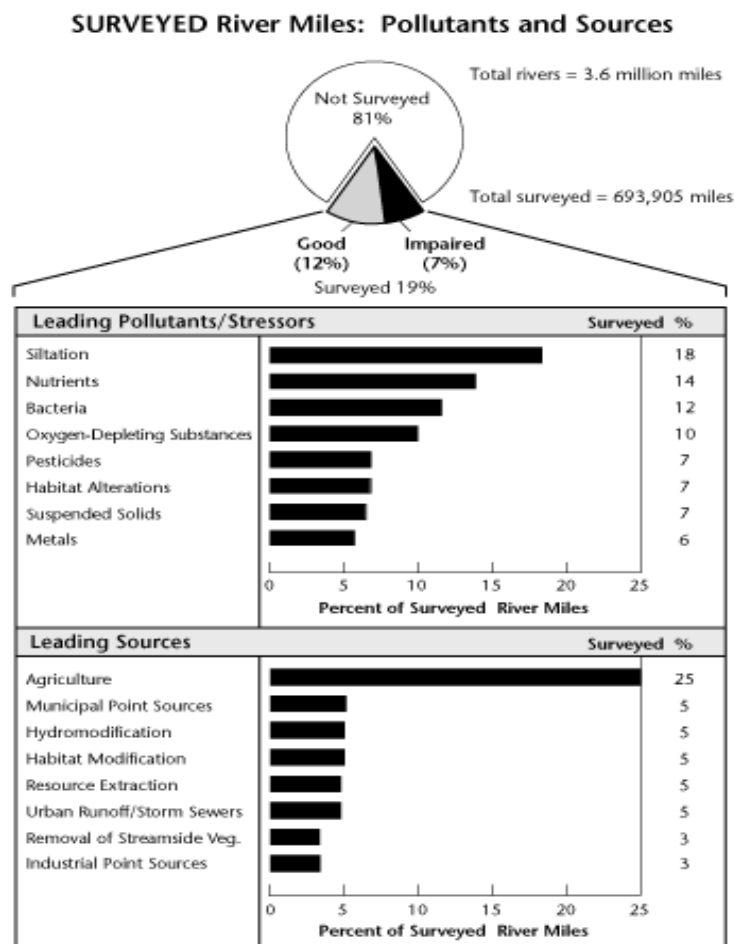 SURVEYED River Miles: Pollutants and Sources
Total rivers = 3.6 million miles
Not Surveyed
81%
Total surveyed = 693,905 miles
Good
(12%)
Impaired
(7%)
Surveyed 19%
Leading Pollutants/Stressors Surveyed %
Siltation 18
Nutrients 14
Bacteria 12
Oxygen-Depleting Substances 10
Pesticides 7
Habitat Alterations 7
Suspended Solids 7
Metals 6
0 5 10 15 20 25
Percent of Surveyed River Miles
Leading Sources Surveyed %
Agriculture 25
Municipal Point Sources 5
Hydromodification 5
Habitat Modification 5
Resource Extraction 5
Urban Runoff/Storm Sewers 5
Removal of Streamside Veg. 3
Industrial Point Sources 3
0 5 10 15 20 25
Percent of Surveyed River Miles